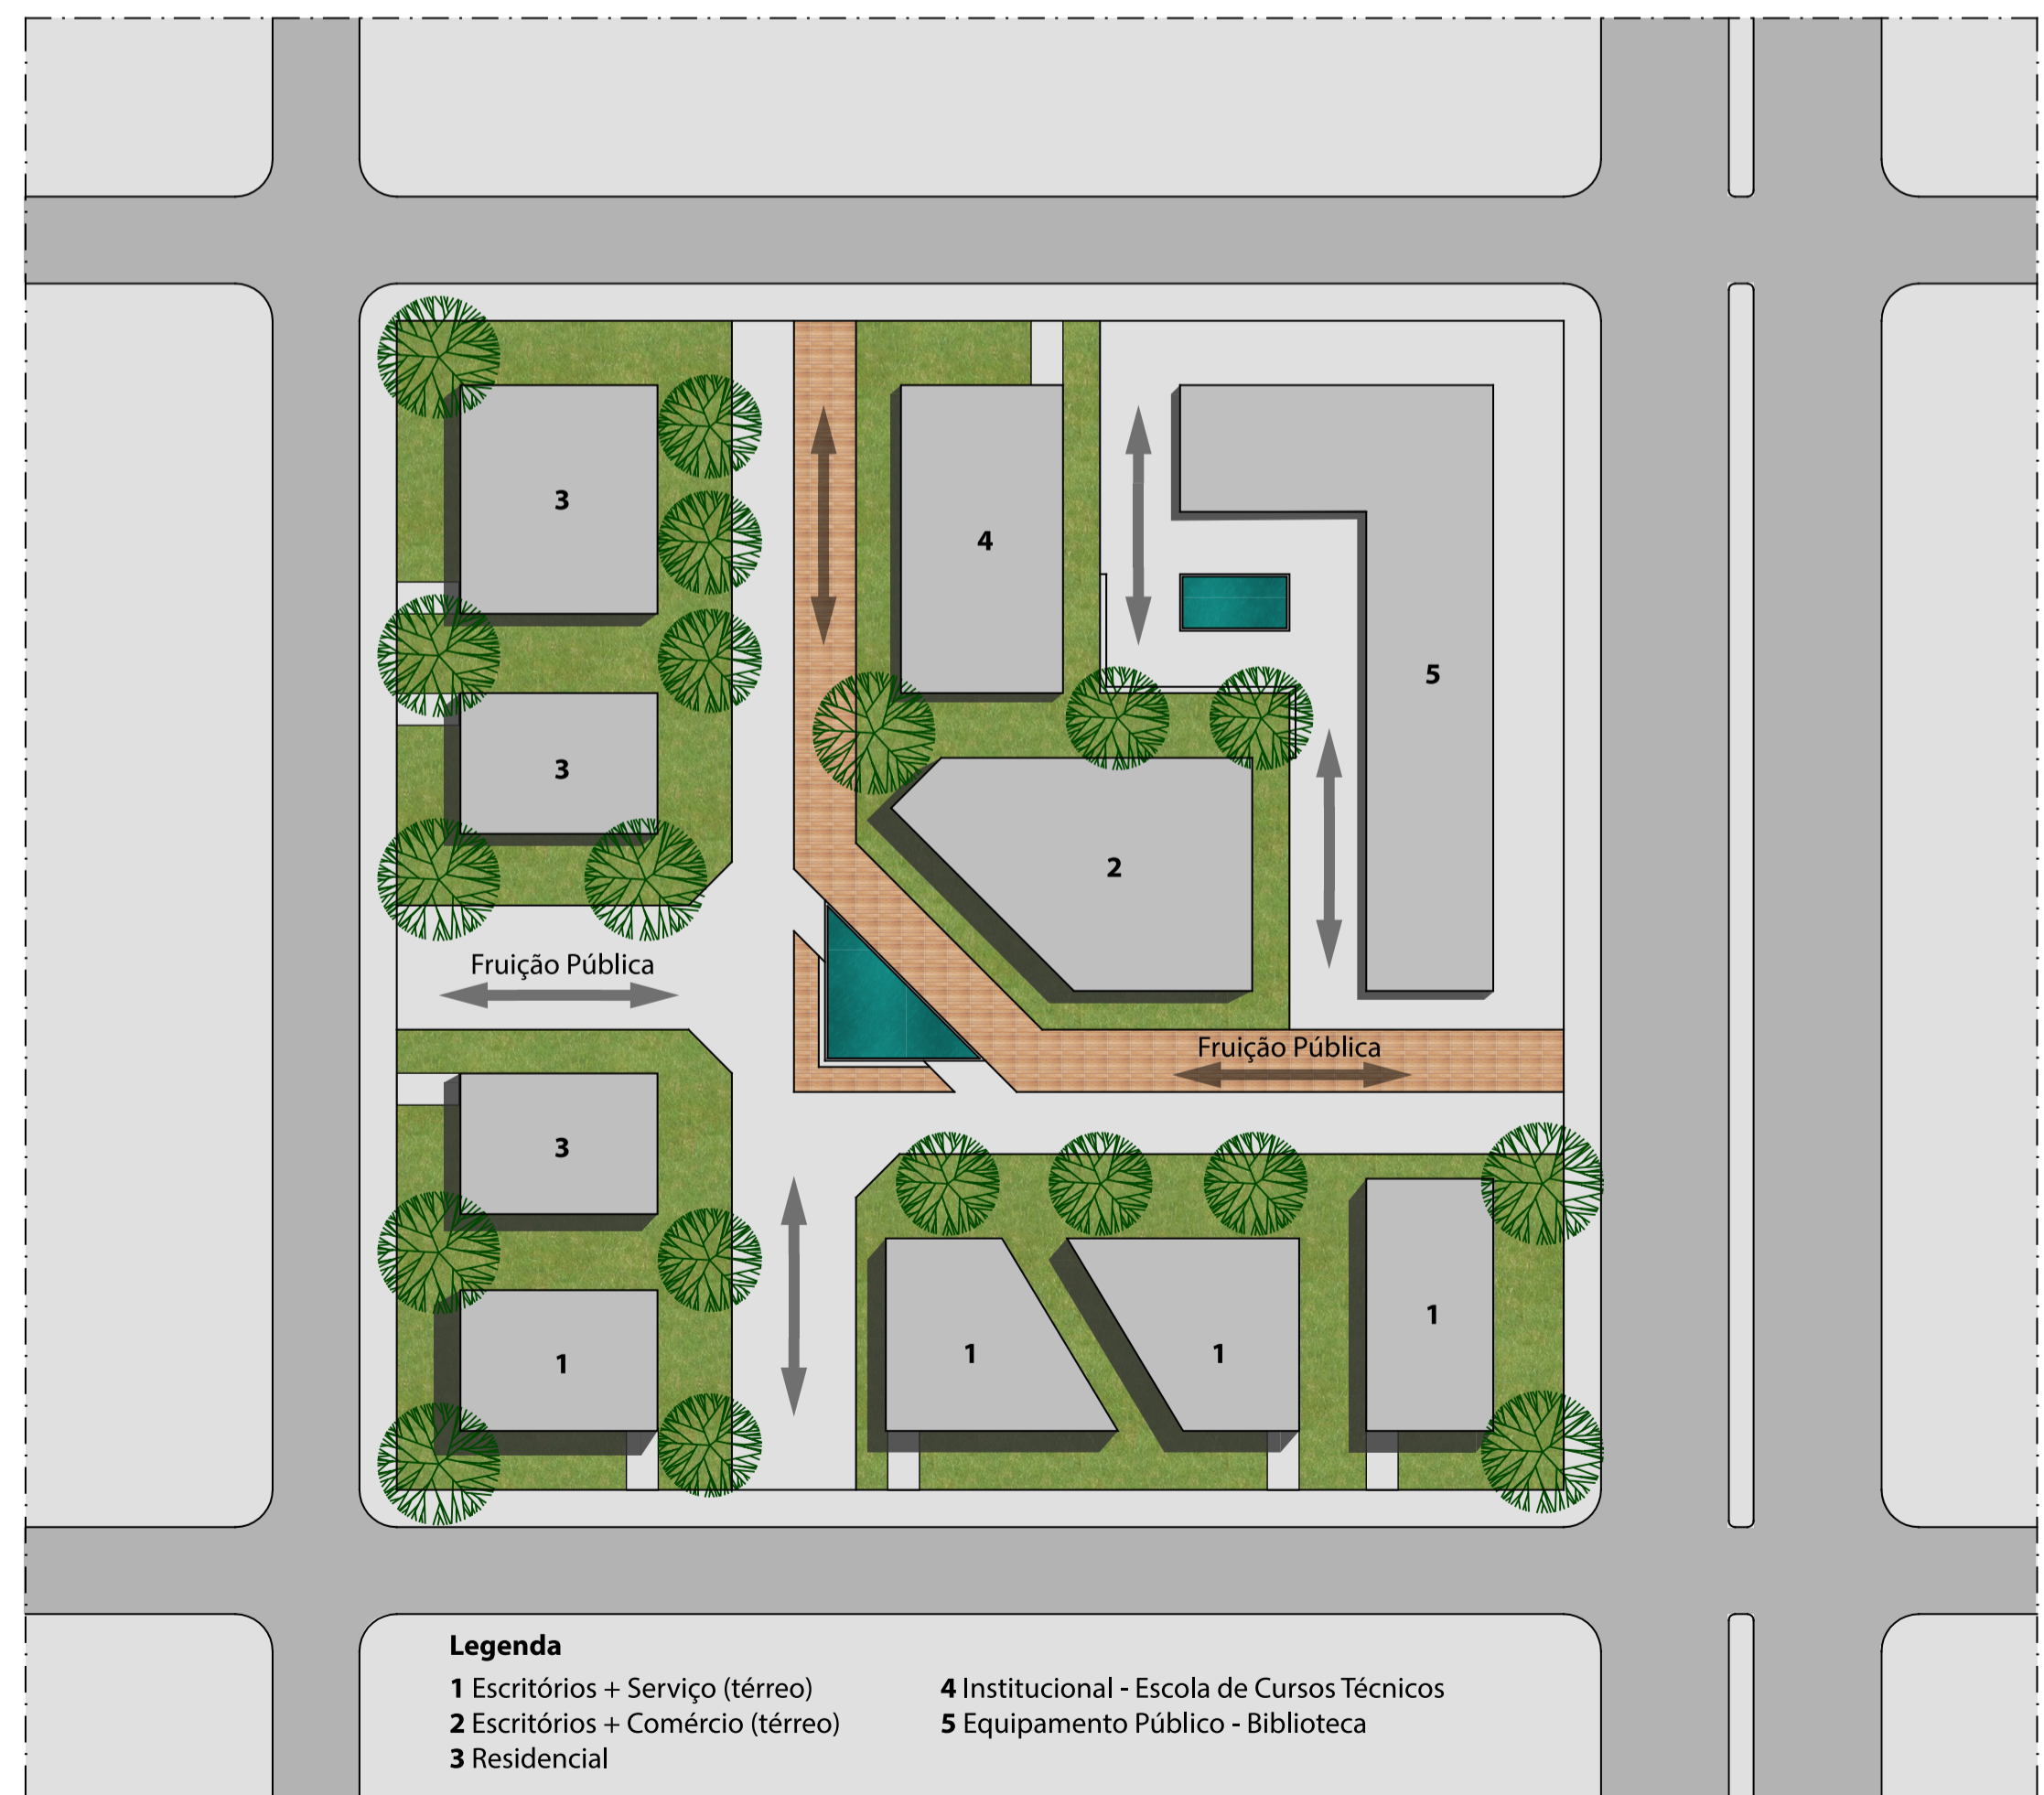 3
4
5
3
2
Fruição Pública
Fruição Pública
3
1
1
1
1
Legenda
1 Escritórios + Serviço (térreo)
2 Escritórios + Comércio (térreo)
3 Residencial
4 Institucional - Escola de Cursos Técnicos
5 Equipamento Público - Biblioteca